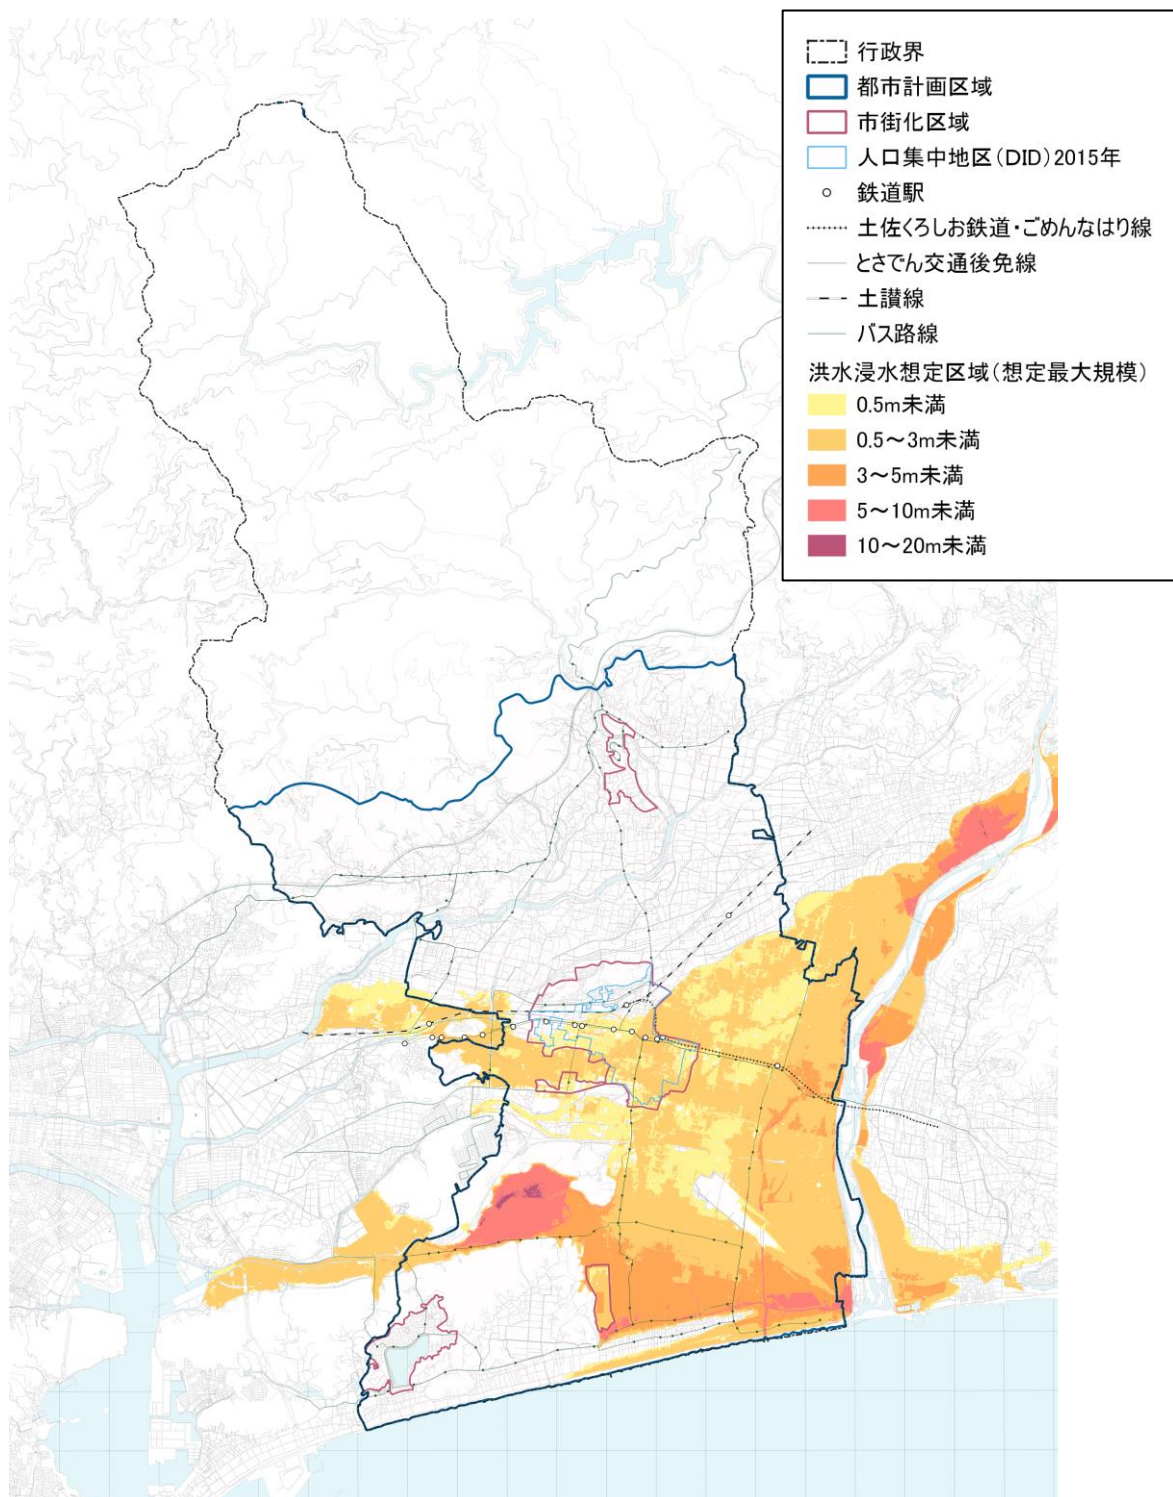 行政界
都市計画区域
市街化区域
人口集中地区(DID)2015年
鉄道駅
土佐くろしお鉄道・ごめんなはり線
とさでん交通後免線
土讃線
バス路線
洪水浸水想定区域(想定最大規模)
0.5m未満
0.5～3m未満
3～5m未満
5～10m未満
10～20m未満